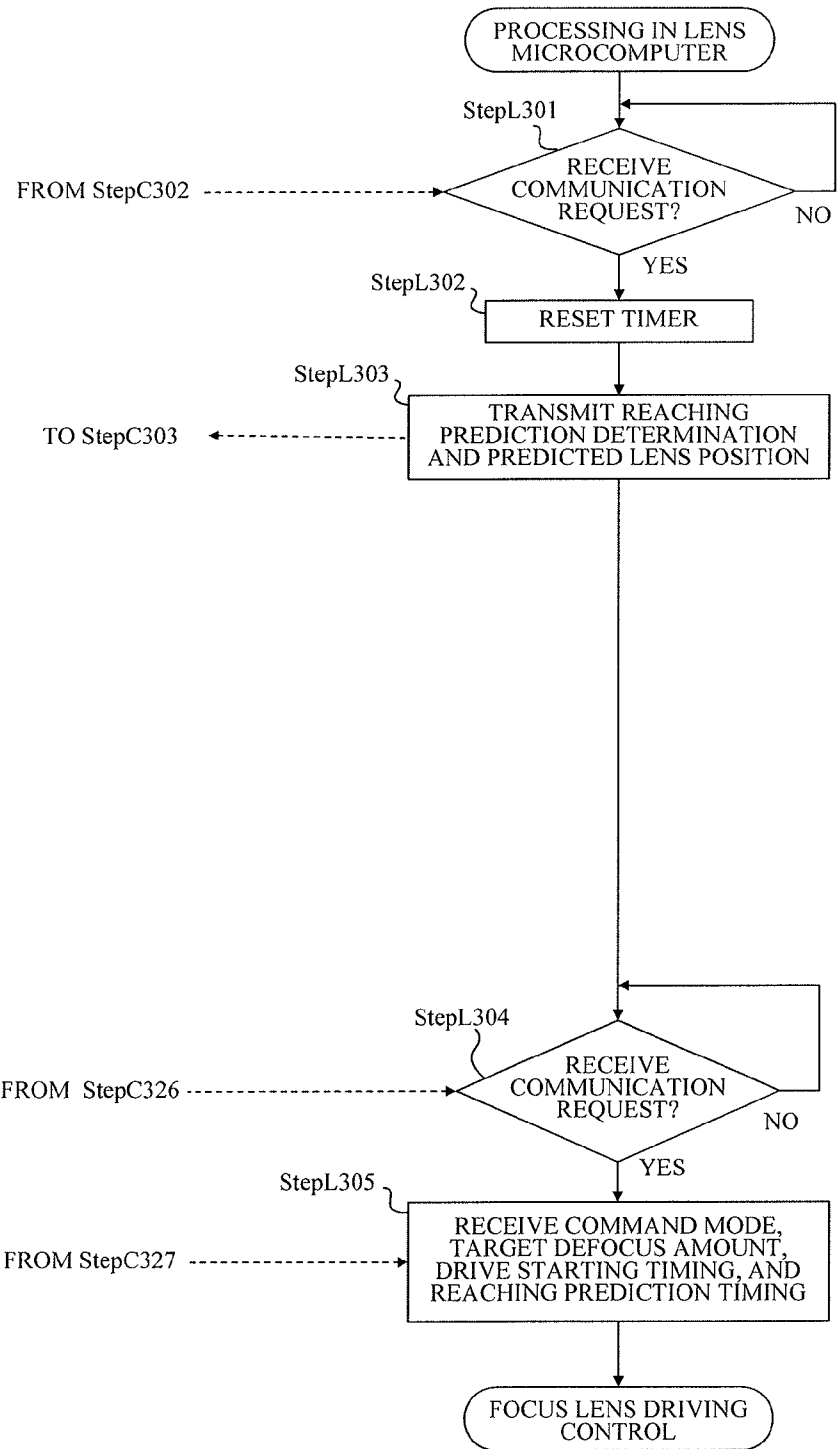 PROCESSING IN LENS
MICROCOMPUTER
StepL301
RECEIVE
COMMUNICATION
REQUEST?
FROM StepC302
NO
YES
StepL302
RESET TIMER
StepL303
TRANSMIT REACHING
PREDICTION DETERMINATION
AND PREDICTED LENS POSITION
TO StepC303
StepL304
RECEIVE
COMMUNICATION
REQUEST?
FROM StepC326
NO
YES
StepL305
RECEIVE COMMAND MODE,
TARGET DEFOCUS AMOUNT,
DRIVE STARTING TIMING, AND
REACHING PREDICTION TIMING
FROM StepC327
FOCUS LENS DRIVING
CONTROL